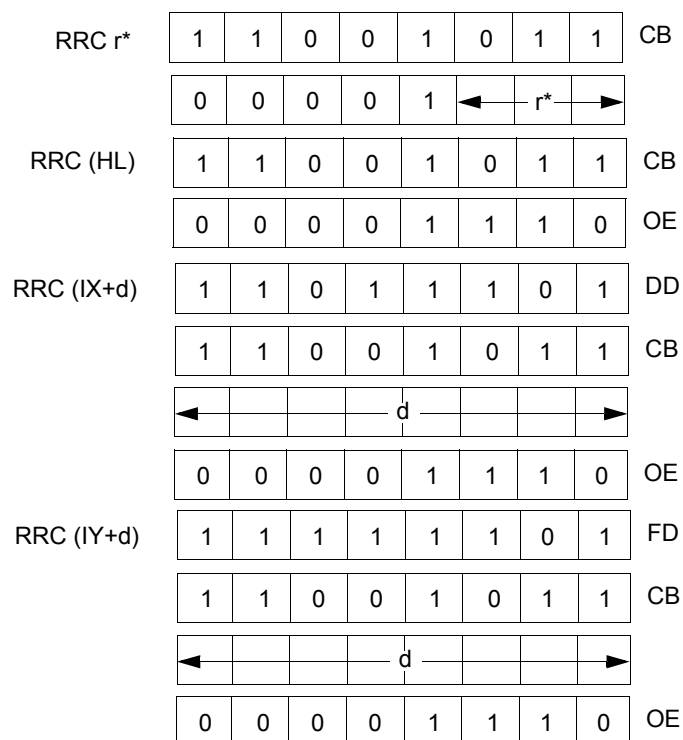 RRC r* 1 1 0 0 1 0 1 1 CB
0 0 0 0 1 r*
RRC (HL) 1 1 0 0 1 0 1 1 CB
0 0 0 0 1 1 1 0 OE
RRC (IX+d) 1 1 0 1 1 1 0 1 DD
1 1 0 0 1 0 1 1 CB
d
0 0 0 0 1 1 1 0 OE
RRC (IY+d) 1 1 1 1 1 1 0 1 FD
1 1 0 0 1 0 1 1 CB
d
0 0 0 0 1 1 1 0 OE